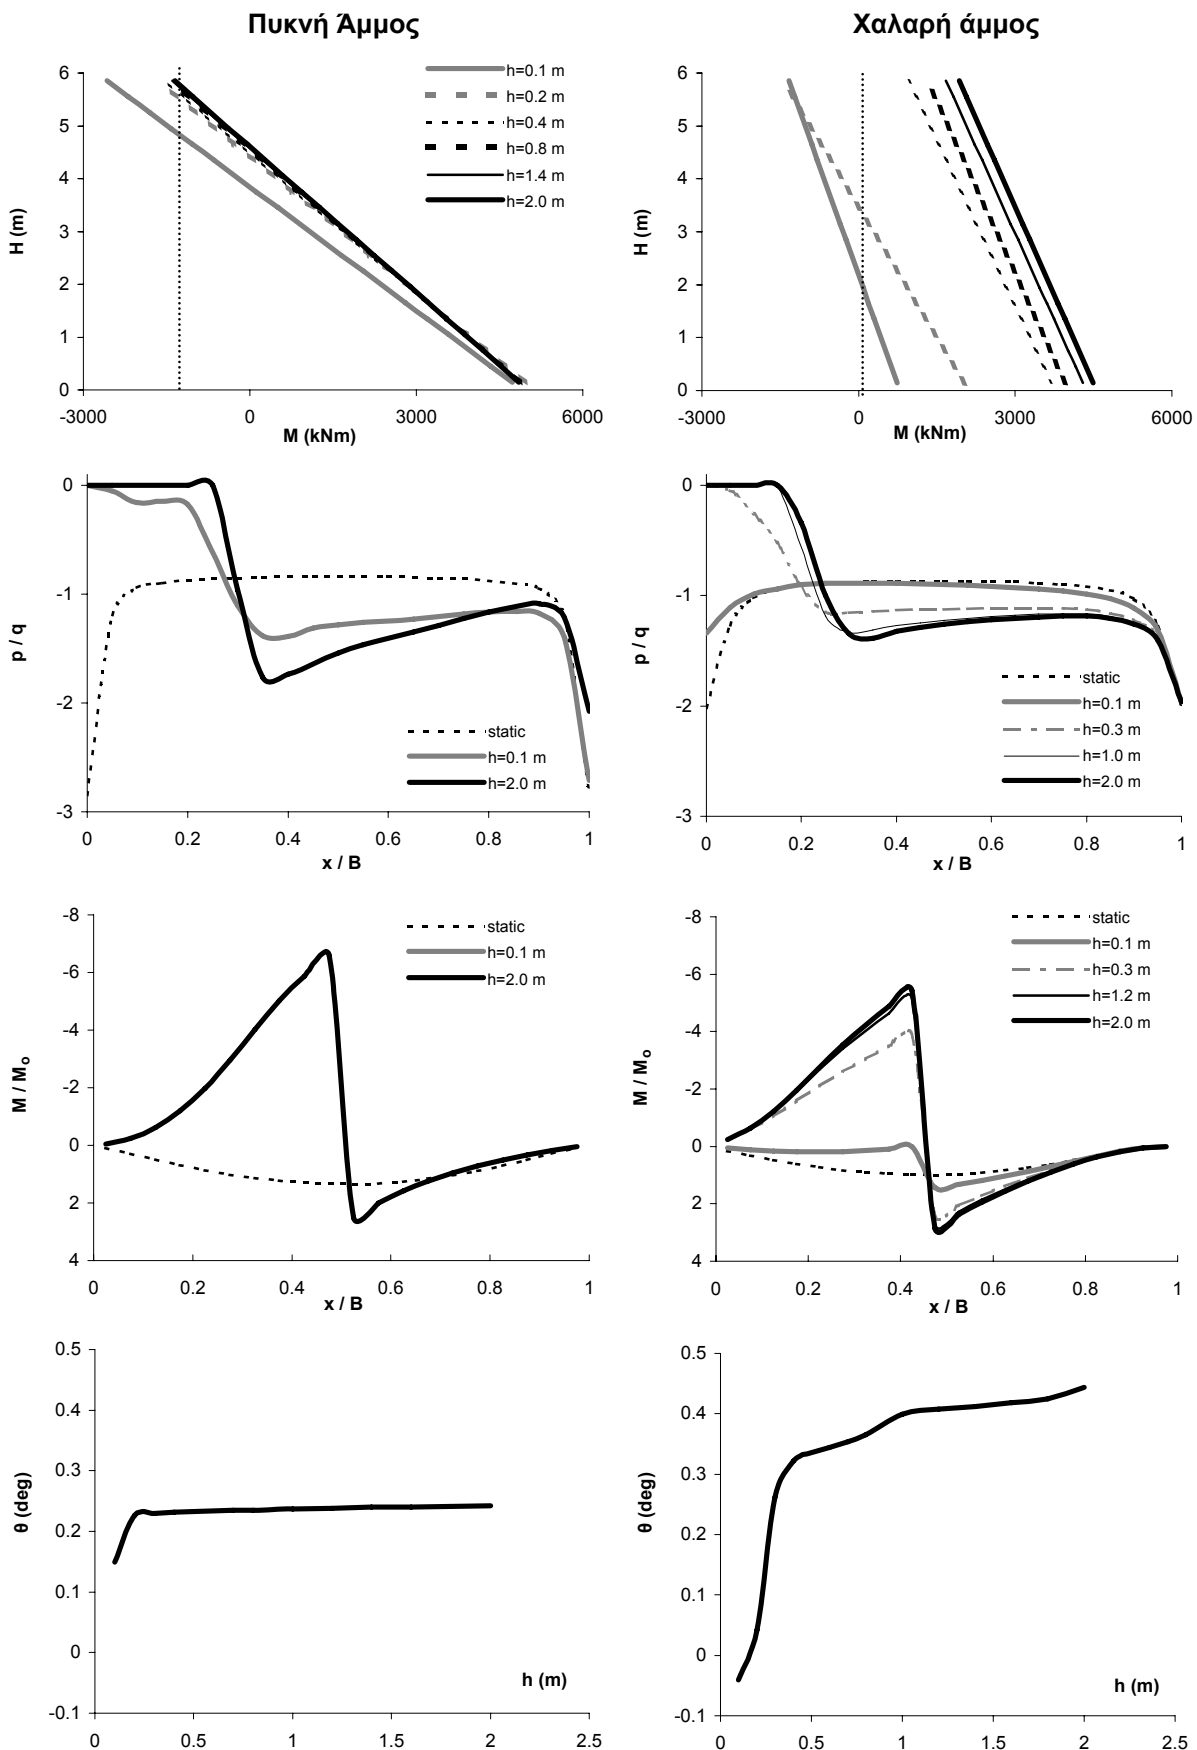 Πυκνή Άμμος
Χαλαρή άμμος
6
5
4
3
2
1
0
H (m)
-3000
0
3000
6000
M (kNm)
h=0.1 m
h=0.2 m
h=0.4 m
h=0.8 m
h=1.4 m
h=2.0 m
6
5
4
3
2
1
0
H (m)
-3000
0
3000
6000
M (kNm)
0
-1
-2
-3
p / q
0
0.2
0.4
0.6
0.8
1
x / B
static
h=0.1 m
h=2.0 m
0
-1
-2
-3
p / q
0
0.2
0.4
0.6
0.8
1
x / B
static
h=0.1 m
h=0.3 m
h=1.0 m
h=2.0 m
-8
-6
-4
-2
0
2
4
M / Mo
0
0.2
0.4
0.6
0.8
1
x / B
static
h=0.1 m
h=2.0 m
-8
-6
-4
-2
0
2
4
M / Mo
0
0.2
0.4
0.6
0.8
1
x / B
static
h=0.1 m
h=0.3 m
h=1.2 m
h=2.0 m
0.5
0.4
0.3
0.2
0.1
0
-0.1
θ (deg)
0
0.5
1
1.5
2
2.5
h (m)
0.5
0.4
0.3
0.2
0.1
0
-0.1
θ (deg)
0
0.5
1
1.5
2
2.5
h (m)